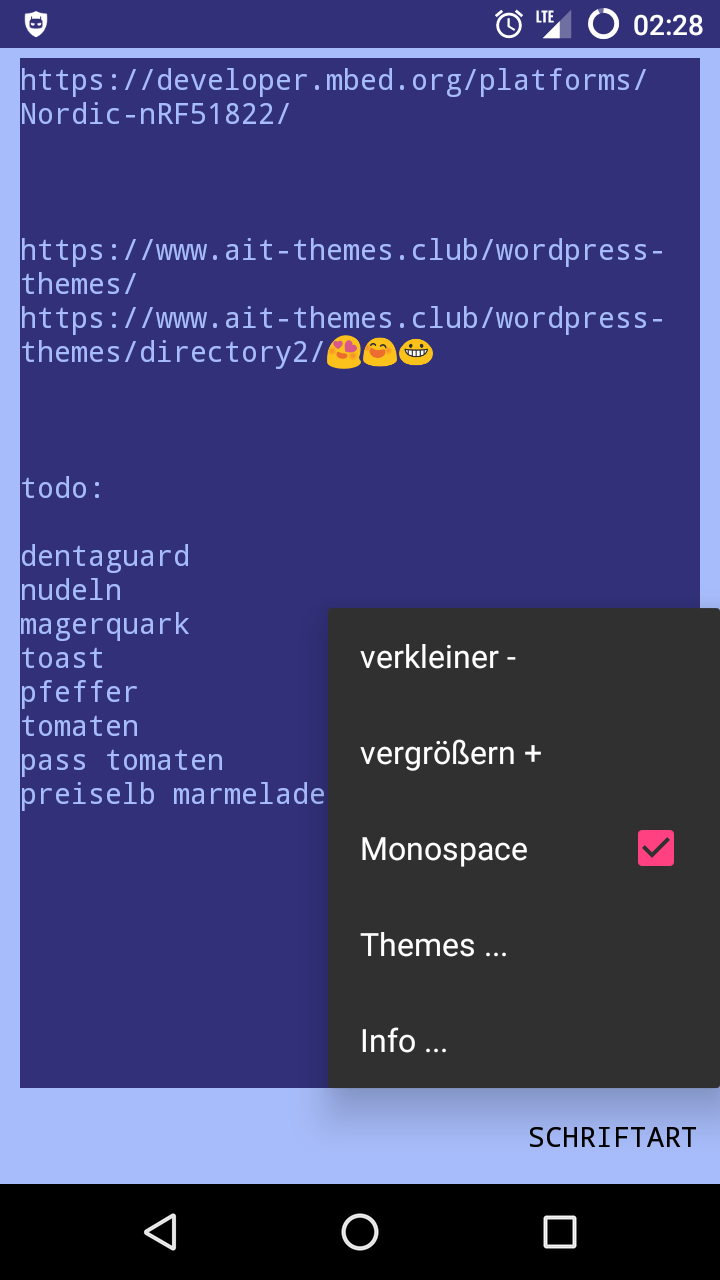 LTE 02:28
https://developer.mbed.org/platforms/
Nordic-nRF51822/
https://www.ait-themes.club/wordpress-
themes/
https://www.ait-themes.club/wordpress-
themes/directory2/😍😄😁
todo:
dentaguard
nudeln
magerquark
toast
pfeffer
tomaten
pass tomaten
preiselb marmelade
verkleiner -
vergrößern +
Monospace
Themes ...
Info ...
SCHRIFTART